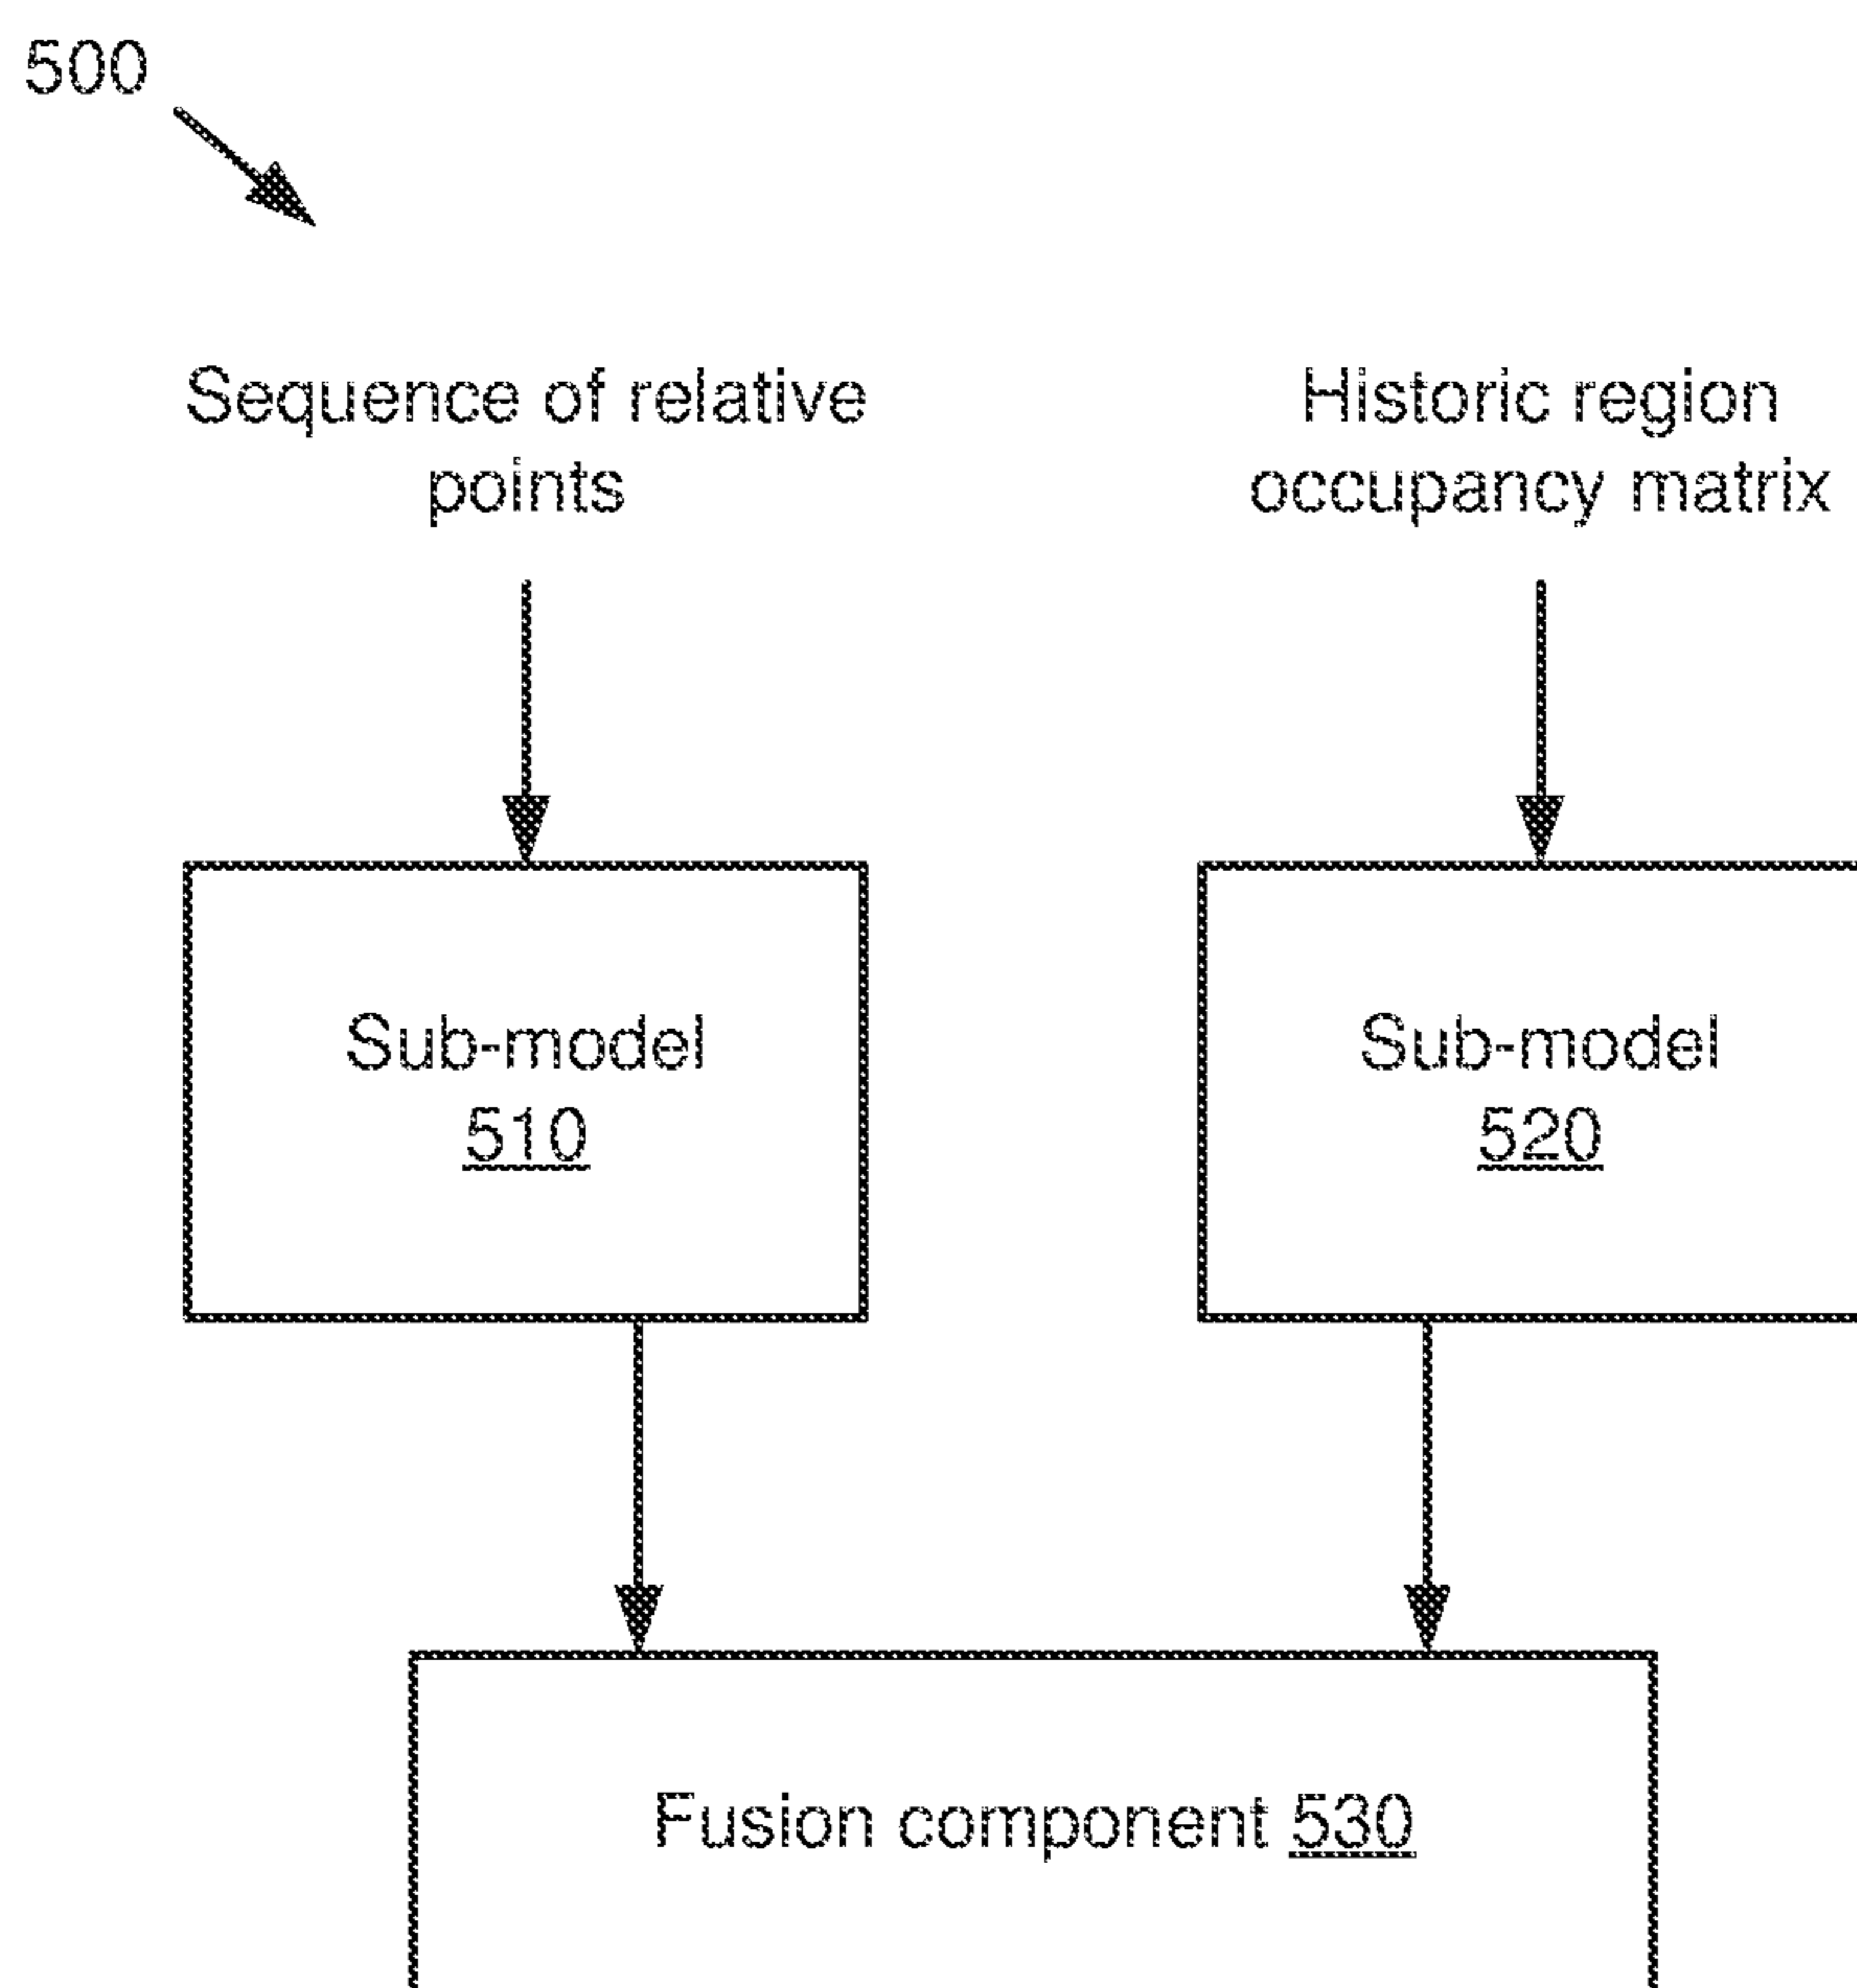 500
Sequence of relative
points
Historic region
occupancy matrix
Sub-model
510
Sub-model
520
Fusion component 530